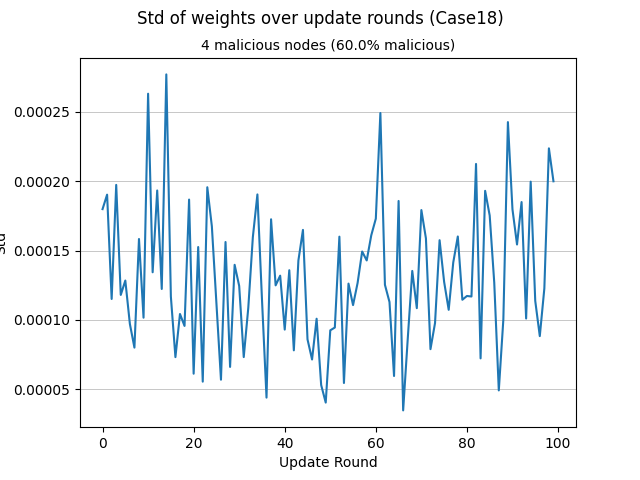 Std of weights over update rounds (Case18)
4 malicious nodes (60.0% malicious)
0.00025
0.00020
0.00015
0.00010
0.00005
Std
0 20 40 60 80 100
Update Round